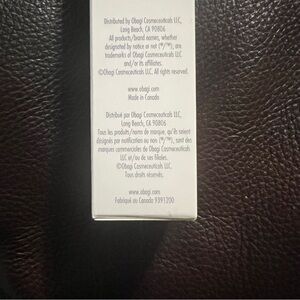 Distributed by Obagi Cosmeceuticals LLC,
Long Beach, CA 90806
All products/brand names, whether
designated by notice or not (®/™), are
trademarks of Obagi Cosmeceuticals LLC
and/or its affiliates.
©Obagi Cosmeceuticals LLC. All rights reserved.
www.obagi.com
Made in Canada
Distribué par Obagi Cosmeceuticals LLC,
Long Beach, CA 90806
Tous les produits/noms de marque, qu'ils soient
désignés par notification ou non (®/™), sont des
marques commerciales de Obagi Cosmeceuticals
LLC et/ou de ses filiales.
©Obagi Cosmeceuticals LLC,
Tous droits réservés.
www.obagi.com
Fabriqué au Canada 9391200